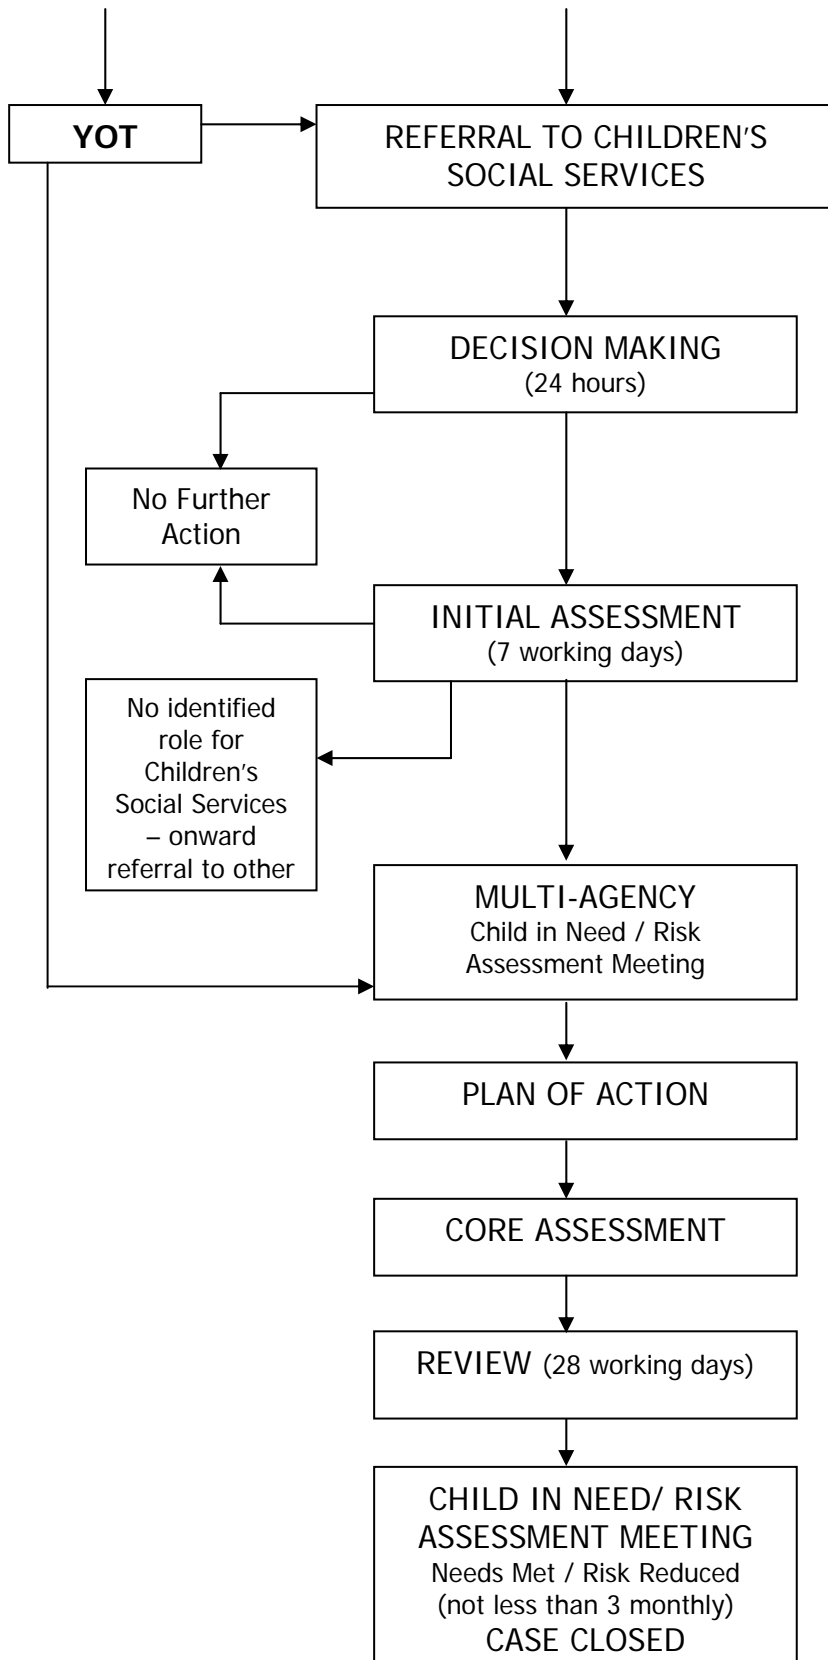 YOT
REFERRAL TO CHILDREN'S
SOCIAL SERVICES
DECISION MAKING
(24 hours)
No Further
Action
INITIAL ASSESSMENT
(7 working days)
No identified
role for
Children's
Social Services
– onward
referral to other
MULTI-AGENCY
Child in Need / Risk
Assessment Meeting
PLAN OF ACTION
CORE ASSESSMENT
REVIEW (28 working days)
CHILD IN NEED/ RISK
ASSESSMENT MEETING
Needs Met / Risk Reduced
(not less than 3 monthly)
CASE CLOSED